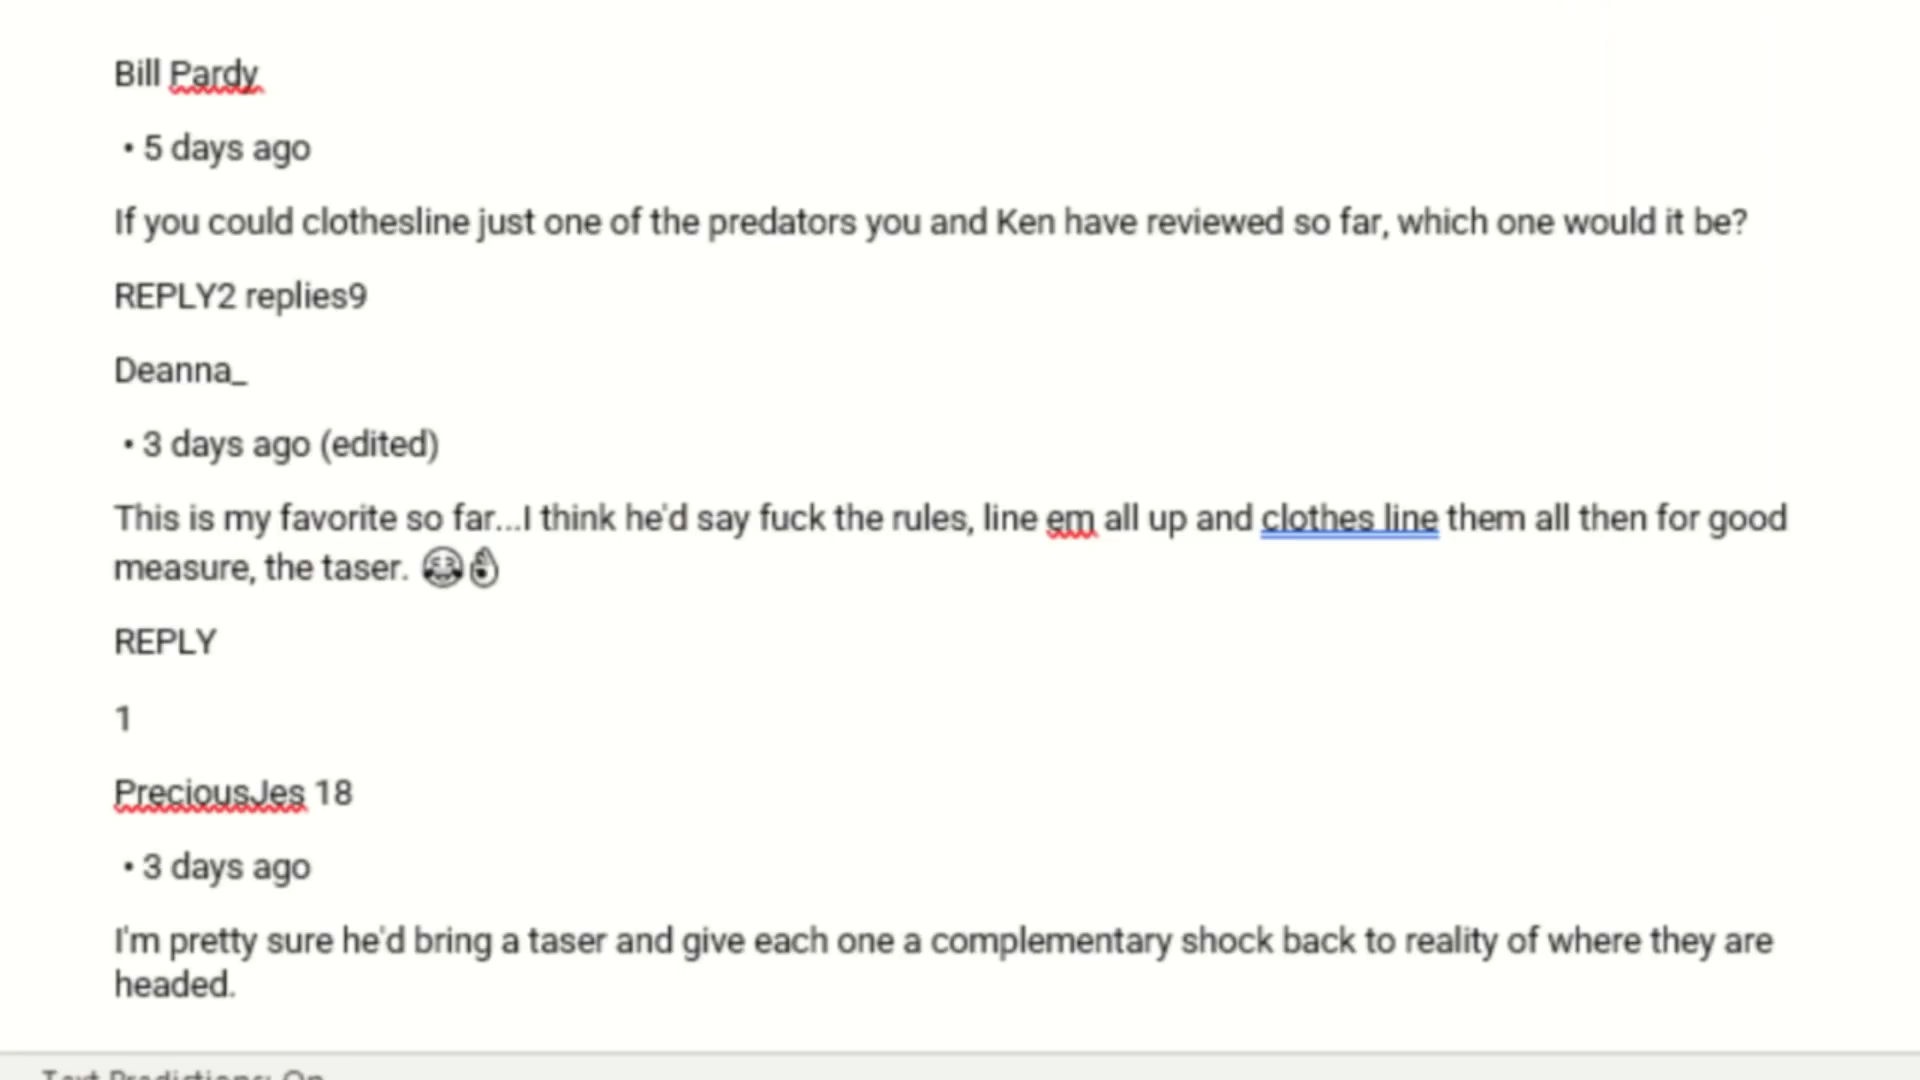 Bill Pardy
• 5 days ago
If you could clothesline just one of the predators you and Ken have reviewed so far, which one would it be?
REPLY2 replies9
Deanna_
• 3 days ago (edited)
This is my favorite so far...I think he'd say fuck the rules, line em all up and clothes line them all then for good
measure, the taser. 😂👌
REPLY
1
PreciousJes 18
• 3 days ago
I'm pretty sure he'd bring a taser and give each one a complementary shock back to reality of where they are
headed.
Text Predictions: On